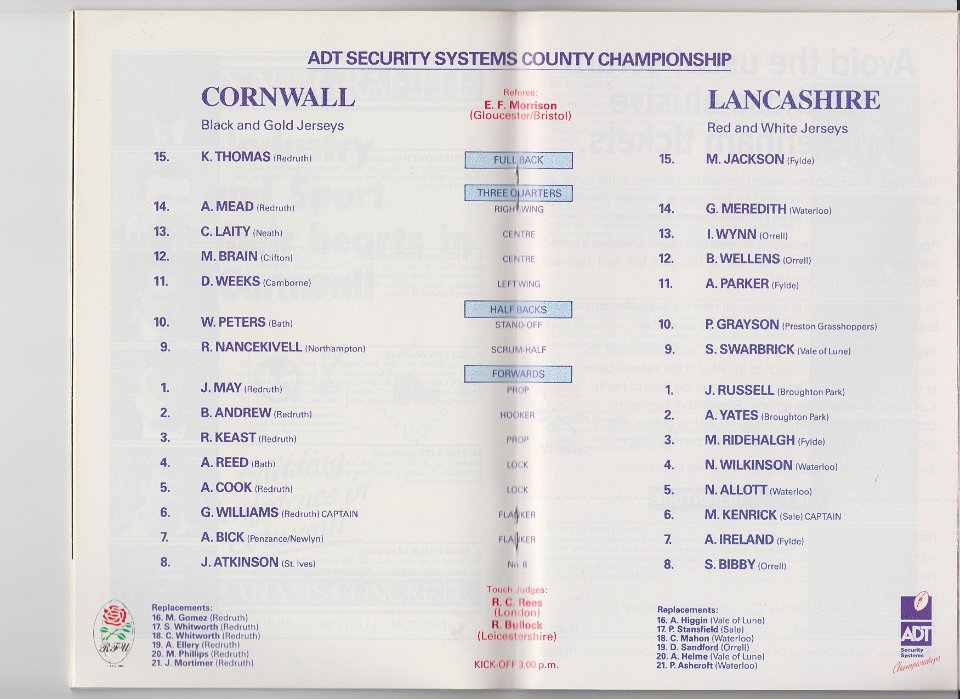 ADT SECURITY SYSTEMS COUNTY CHAMPIONSHIP
CORNWALL
Black and Gold Jerseys
Referee:
E. F. Morrison
(Gloucester/Bristol)
LANCASHIRE
Red and White Jerseys
15. K. THOMAS (Redruth) FULL BACK 15. M. JACKSON (Fylde)
THREE QUARTERS
14. A. MEAD (Redruth) RIGHT WING 14. G. MEREDITH (Waterloo)
13. C. LAITY (Neath) CENTRE 13. I. WYNN (Orrell)
12. M. BRAIN (Clifton) CENTRE 12. B. WELLENS (Orrell)
11. D. WEEKS (Camborne) LEFT WING 11. A. PARKER (Fylde)
HALF BACKS
10. W. PETERS (Bath) STAND-OFF 10. P. GRAYSON (Preston Grasshoppers)
9. R. NANCEKIVELL (Northampton) SCRUM-HALF 9. S. SWARBRICK (Vale of Lune)
FORWARDS
1. J. MAY (Redruth) PROP 1. J. RUSSELL (Broughton Park)
2. B. ANDREW (Redruth) HOOKER 2. A. YATES (Broughton Park)
3. R. KEAST (Redruth) PROP 3. M. RIDEHALGH (Fylde)
4. A. REED (Bath) LOCK 4. N. WILKINSON (Waterloo)
5. A. COOK (Redruth) LOCK 5. N. ALLOTT (Waterloo)
6. G. WILLIAMS (Redruth) CAPTAIN FLANKER 6. M. KENRICK (Sale) CAPTAIN
7. A. BICK (Penzance/Newlyn) FLANKER 7. A. IRELAND (Fylde)
8. J. ATKINSON (St. Ives) No. 8 8. S. BIBBY (Orrell)
RFU
Replacements:
16. M. Gomez (Redruth)
17. S. Whitworth (Redruth)
18. C. Whitworth (Redruth)
19. A. Ellery (Redruth)
20. M. Phillips (Redruth)
21. J. Mortimer (Redruth)
Touch Judges:
R. C. Rees
(London)
R. Bullock
(Leicestershire)
KICK-OFF 3.00 p.m.
Replacements:
16. A. Higgin (Vale of Lune)
17. P. Stansfield (Sale)
18. C. Mahon (Waterloo)
19. D. Sandford (Orrell)
20. A. Helme (Vale of Lune)
21. P. Ashcroft (Waterloo)
ADT
Security
Systems
Championships